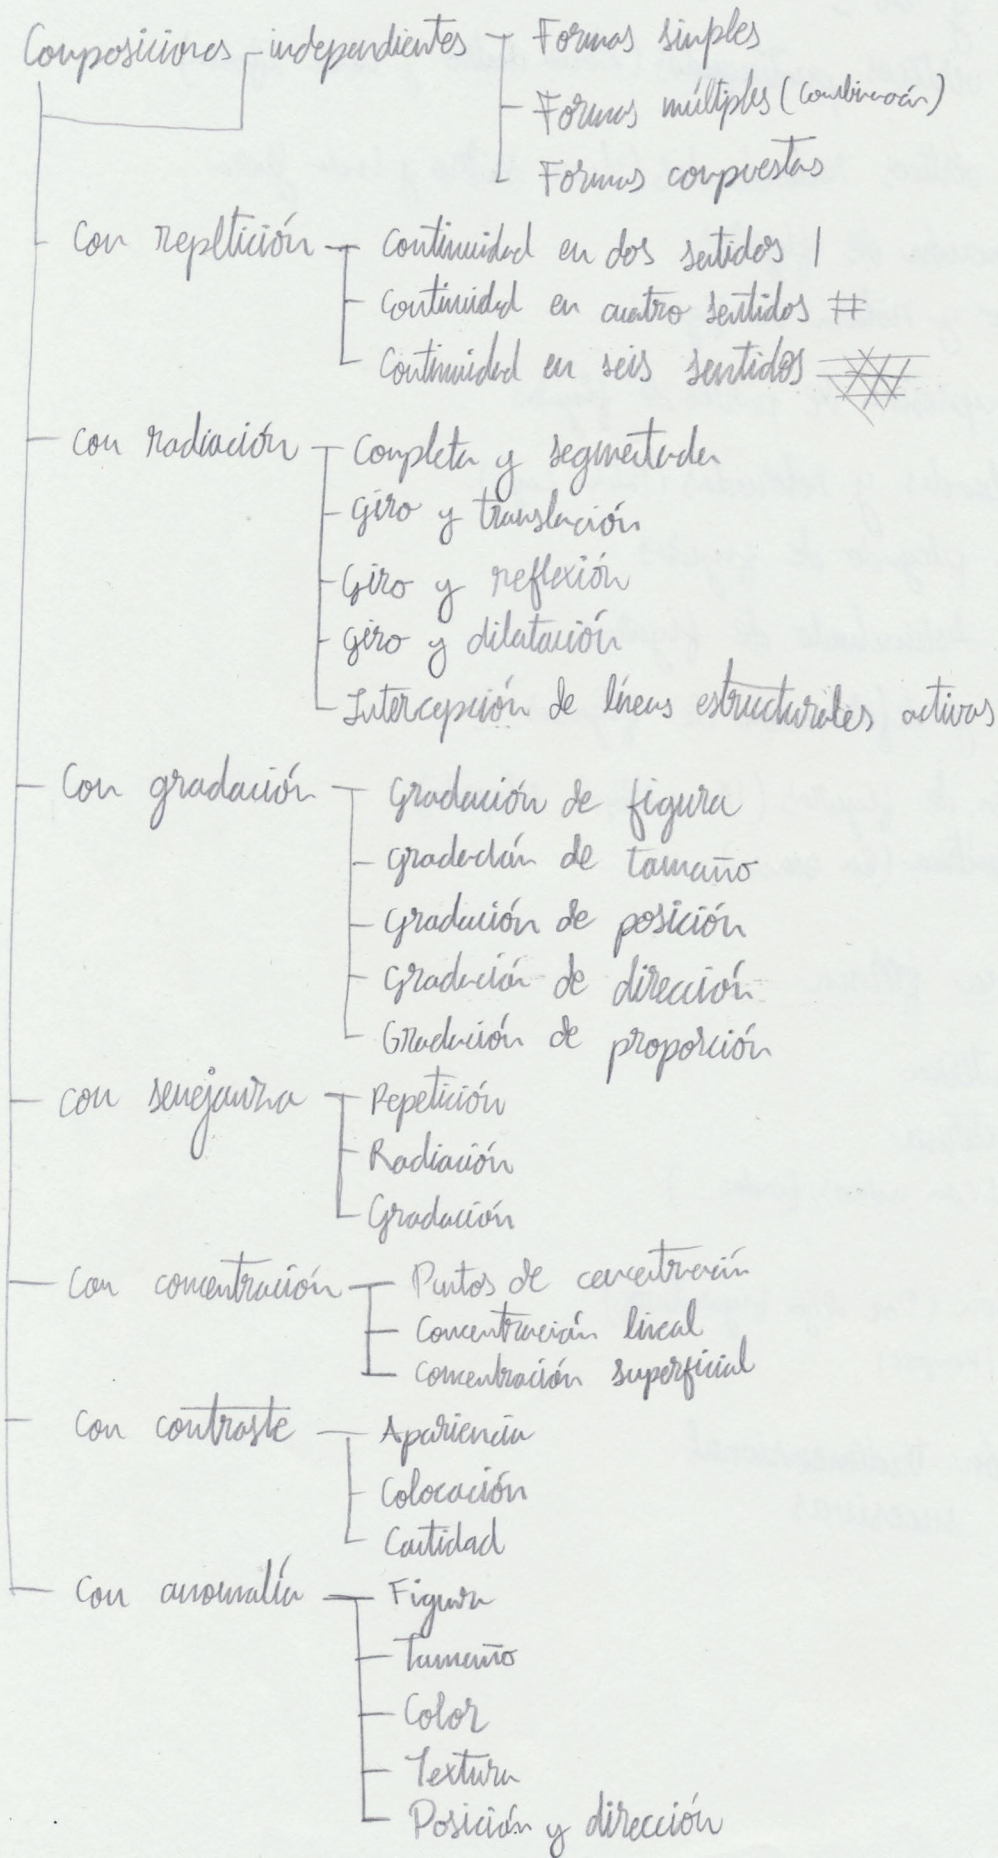 Composiciones independientes Formas simples
Formas múltiples (combinación)
Formas compuestas
Con repetición Continuidad en dos sentidos |
Continuidad en cuatro sentidos #
Continuidad en seis sentidos
Con radiación Completa y segmentada
Giro y translación
Giro y reflexión
Giro y dilatación
Intercepción de líneas estructurales activas
Con gradación Gradación de figura
Gradación de tamaño
Gradación de posición
Gradación de dirección
Gradación de proporción
Con semejanza Repetición
Radiación
Gradación
Con concentración Puntos de concentración
Concentración lineal
Concentración superficial
Con contraste Apariencia
Colocación
Cantidad
Con anomalía Figura
Tamaño
Color
Textura
Posición y dirección